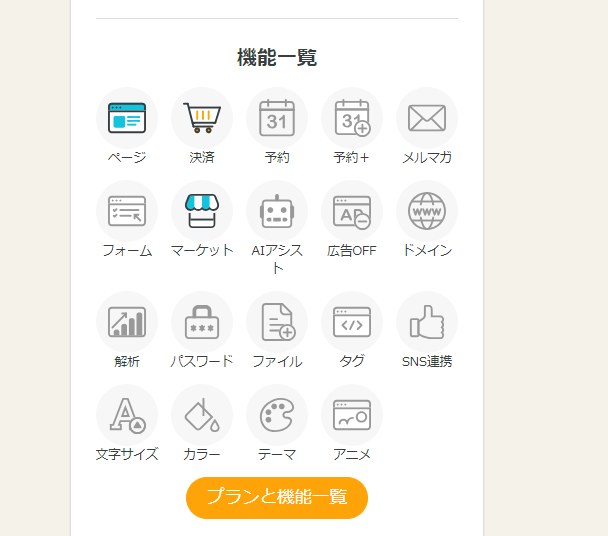 機能一覧
31
31
ページ
決済
予約
予約＋
メルマガ
AD
WWW
フォーム
マーケット
AIアシス
ト
広告OFF
ドメイン
***
</>
解析
パスワード
ファイル
タグ
SNS連携
A
文字サイズ
カラー
テーマ
アニメ
プランと機能一覧